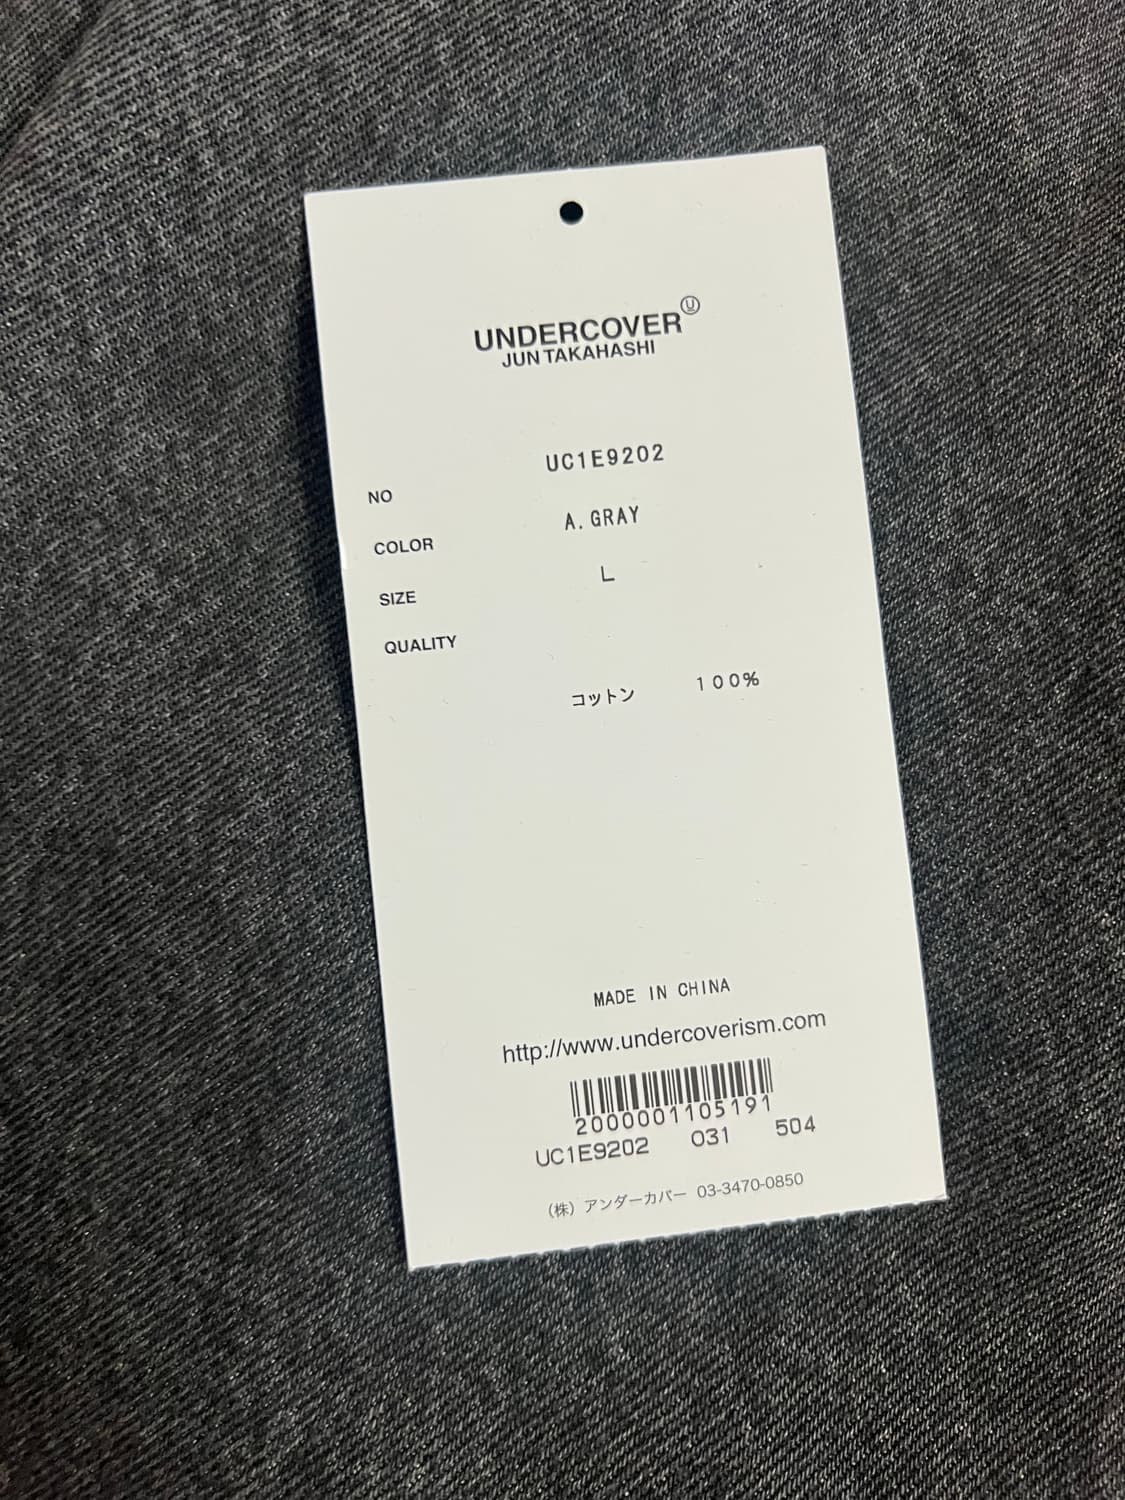 UNDERCOVER Ⓤ
JUN TAKAHASHI
NO UC1E9202
COLOR A.GRAY
SIZE L
QUALITY
コットン 100%
MADE IN CHINA
http://www.undercoverism.com
2000001105191
UC1E9202 031 504
(株) アンダーカバー 03-3470-0850